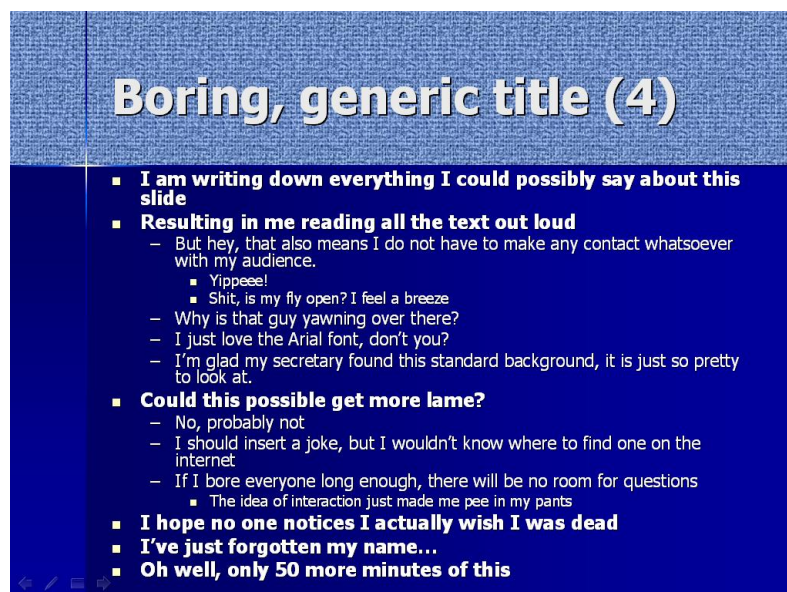 Boring, generic title (4)
I am writing down everything I could possibly say about this
slide
Resulting in me reading all the text out loud
– But hey, that also means I do not have to make any contact whatsoever
with my audience.
Yippeee!
Shit, is my fly open? I feel a breeze
– Why is that guy yawning over there?
– I just love the Arial font, don't you?
– I'm glad my secretary found this standard background, it is just so pretty
to look at.
Could this possible get more lame?
– No, probably not
– I should insert a joke, but I wouldn't know where to find one on the
internet
– If I bore everyone long enough, there will be no room for questions
The idea of interaction just made me pee in my pants
I hope no one notices I actually wish I was dead
I've just forgotten my name...
Oh well, only 50 more minutes of this